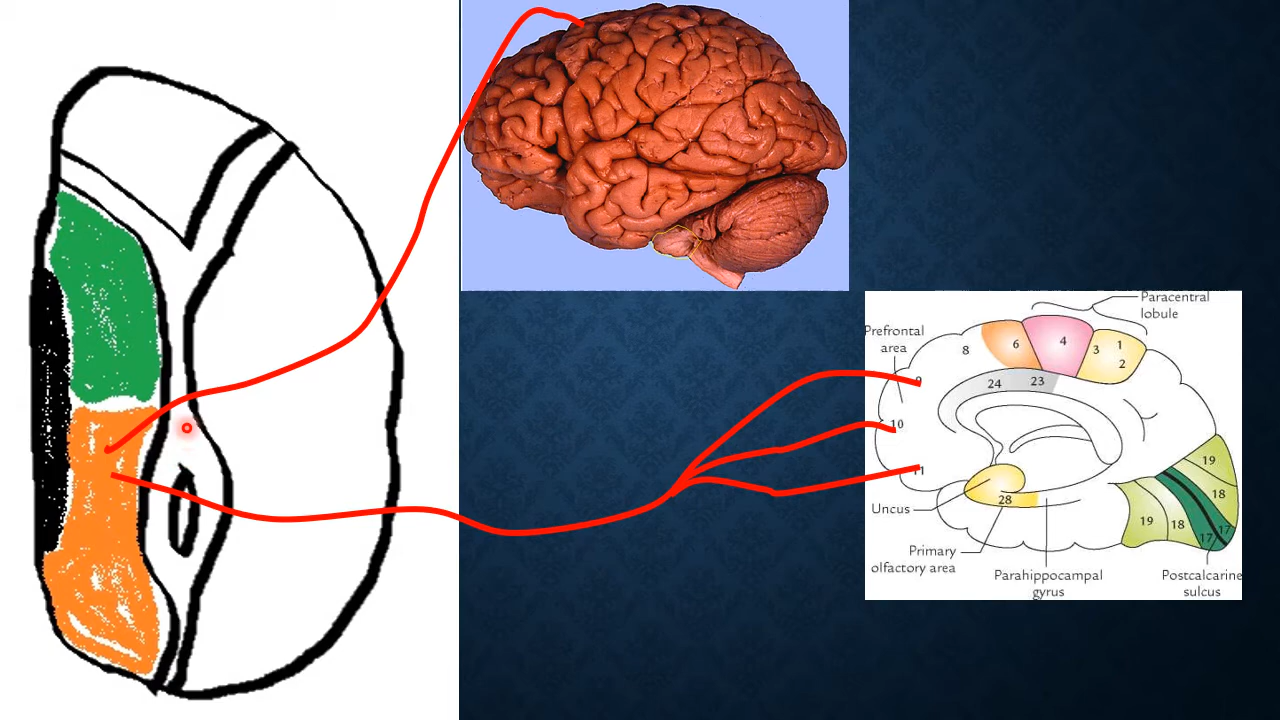 Paracentral
lobule
Prefrontal
area
8
6
4
3
1
2
9
24
23
10
11
19
18
17
17
19
18
28
Uncus
Primary
olfactory area
Parahippocampal
gyrus
Postcalcarine
sulcus